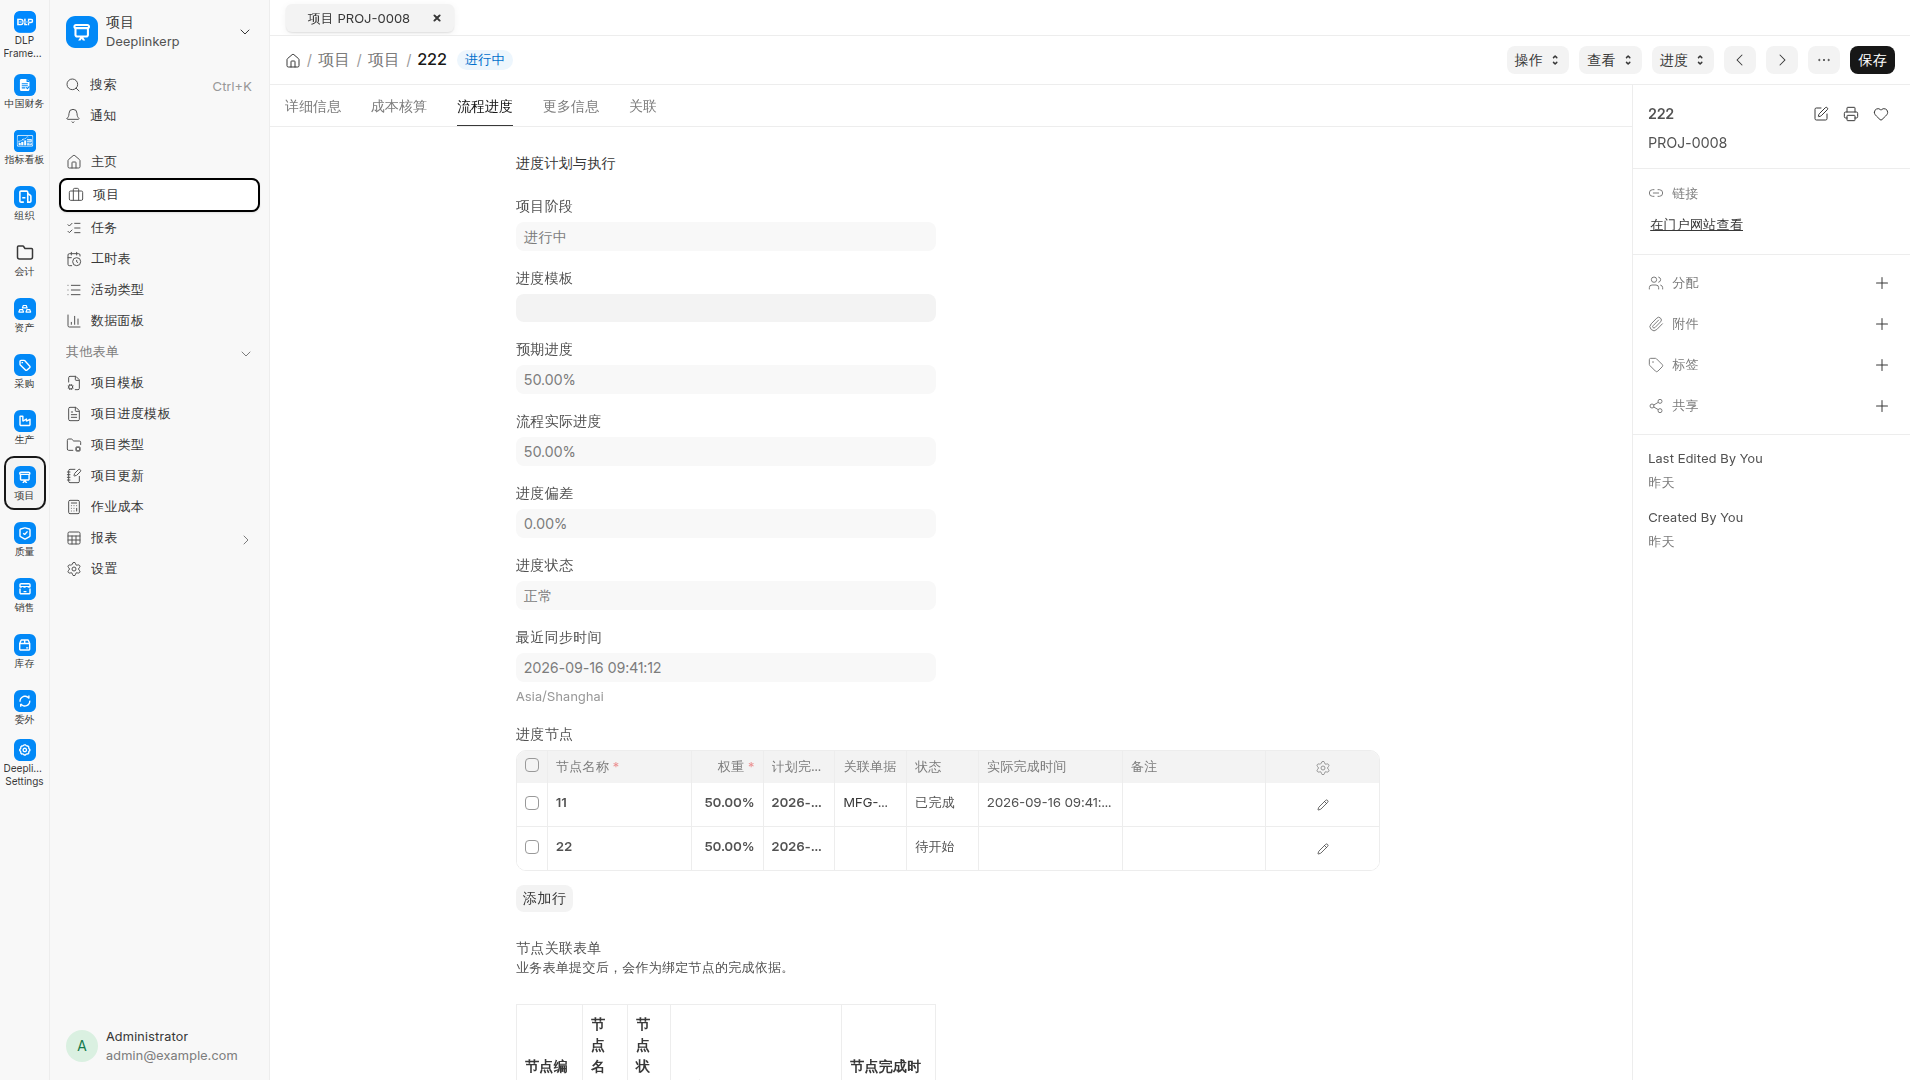 DLP
DLP
Frame...
中国财务
指标看板
组织
会计
资产
采购
生产
项目
质量
销售
库存
委外
Deepli...
Settings
项目
Deeplinkerp
搜索 Ctrl+K
通知
主页
项目
任务
工时表
活动类型
数据面板
其他表单
项目模板
项目进度模板
项目类型
项目更新
作业成本
报表
设置
A
Administrator
admin@example.com
项目 PROJ-0008 ×
/ 项目 / 项目 / 222 进行中
操作 查看 进度 ... 保存
详细信息 成本核算 流程进度 更多信息 关联
进度计划与执行
项目阶段
进行中
进度模板
预期进度
50.00%
流程实际进度
50.00%
进度偏差
0.00%
进度状态
正常
最近同步时间
2026-09-16 09:41:12
Asia/Shanghai
进度节点
节点名称 * 权重 * 计划完... 关联单据 状态 实际完成时间 备注
11 50.00% 2026-... MFG-... 已完成 2026-09-16 09:41:...
22 50.00% 2026-... 待开始
添加行
节点关联表单
业务表单提交后，会作为绑定节点的完成依据。
节 节
点 点
节点编 名 状 节点完成时
222
PROJ-0008
链接
在门户网站查看
分配
附件
标签
共享
Last Edited By You
昨天
Created By You
昨天